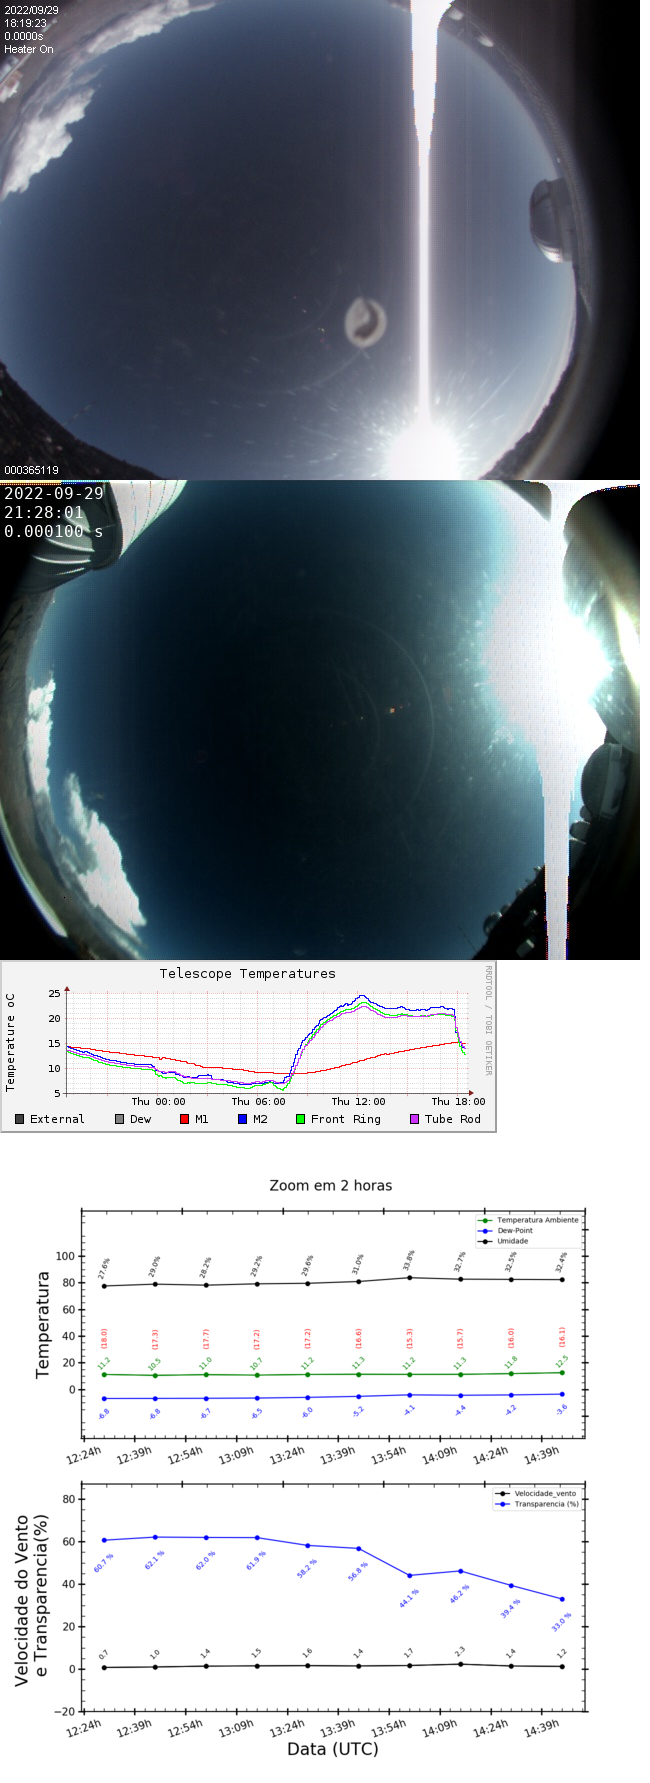 2022/09/29
18:19:23
0.0000s
Heater On
000365119
2022-09-29
21:28:01
0.000100 s
Telescope Temperatures
RRDTOOL / TOBI OETIKER
Temperature oC
25
20
15
10
5
Thu 00:00 Thu 06:00 Thu 12:00 Thu 18:00
External Dew M1 M2 Front Ring Tube Rod
Zoom em 2 horas
Temperatura Ambiente
Dew-Point
Umidade
Temperatura
100
80
60
40
20
0
27.6% 29.0% 28.2% 29.2% 29.6% 31.0% 33.8% 32.7% 32.5% 32.4%
(18.0) (17.3) (17.7) (17.2) (17.2) (16.6) (15.3) (15.7) (16.0) (16.1)
11.2 10.5 11.0 10.7 11.2 11.3 11.2 11.3 11.8 12.5
-6.8 -6.8 -6.7 -6.5 -6.0 -5.2 -4.1 -4.4 -4.2 -3.6
12:24h 12:39h 12:54h 13:09h 13:24h 13:39h 13:54h 14:09h 14:24h 14:39h
Velocidade_vento
Transparencia (%)
Velocidade do Vento
e Transparencia(%)
80
60
40
20
0
−20
60.7 % 62.1 % 62.0 % 61.9 % 58.2 % 56.8 % 44.1 % 46.2 % 39.4 % 33.0 %
0.7 1.0 1.4 1.5 1.6 1.4 1.7 2.3 1.4 1.2
12:24h 12:39h 12:54h 13:09h 13:24h 13:39h 13:54h 14:09h 14:24h 14:39h
Data (UTC)